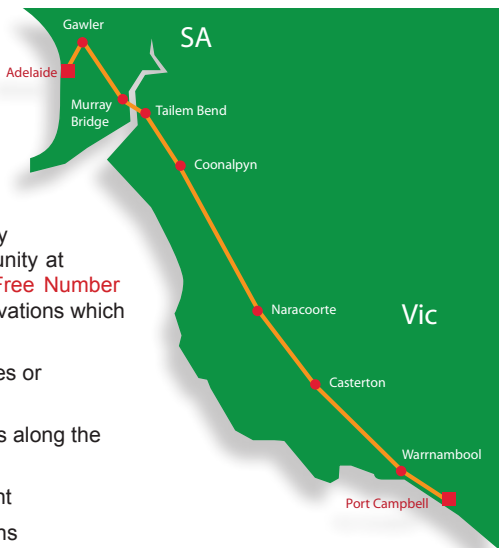 Gawler
SA
Adelaide
Murray
Bridge
Tailem Bend
Coonalpyn
Naracoorte
Vic
Casterton
Warrnambool
Port Campbell
y
unity at
Free Number
vations which
es or
s along the
nt
ns